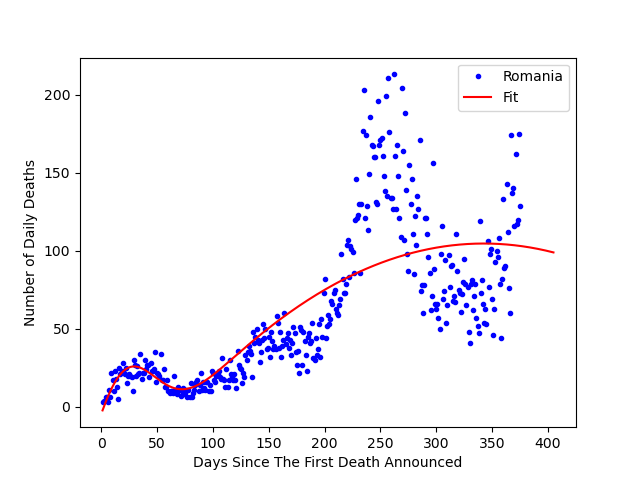 Romania
Fit
200
150
100
50
0
Number of Daily Deaths
0 50 100 150 200 250 300 350 400
Days Since The First Death Announced